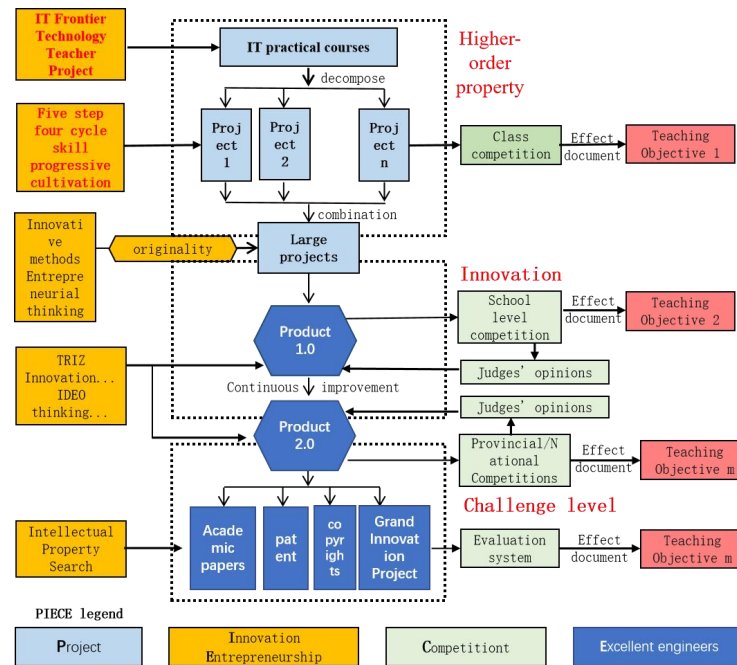 IT Frontier
Technology
Teacher
Project
IT practical courses
Higher-
order
property
decompose
Five step
four cycle
skill
progressive
cultivation
Proj
ect
1
Proj
ect
2
Proj
ect
n
Class
competition
Effect
document
Teaching
Objective 1
combination
Innovati
ve
methods
Entrepre
neurial
thinking
originality
Large
projects
Innovation
Product
1.0
School
level
competition
Effect
document
Teaching
Objective 2
Judges' opinions
TRIZ
Innovation...
IDEO
thinking...
Continuous improvement
Judges' opinions
Product
2.0
Provincial/N
ational
Competitions
Effect
document
Teaching
Objective m
Challenge level
Intellectual
Property
Search
Acade
mic
papers
pat
ent
co
pyr
igh
ts
Grand
Innovat
ion
Project
Evaluation
system
Effect
document
Teaching
Objective m
PIECE legend
Project
Innovation
Entrepreneurship
Competitiont
Excellent engineers